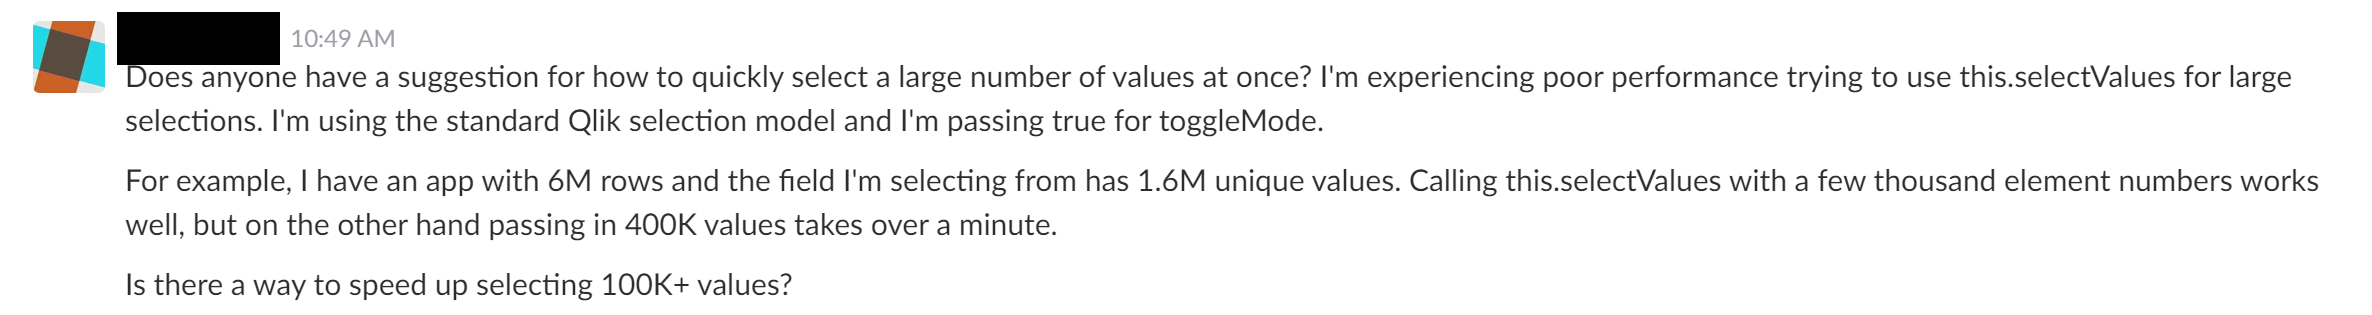 10:49 AM
Does anyone have a suggestion for how to quickly select a large number of values at once? I'm experiencing poor performance trying to use this.selectValues for large
selections. I'm using the standard Qlik selection model and I'm passing true for toggleMode.
For example, I have an app with 6M rows and the field I'm selecting from has 1.6M unique values. Calling this.selectValues with a few thousand element numbers works
well, but on the other hand passing in 400K values takes over a minute.
Is there a way to speed up selecting 100K+ values?